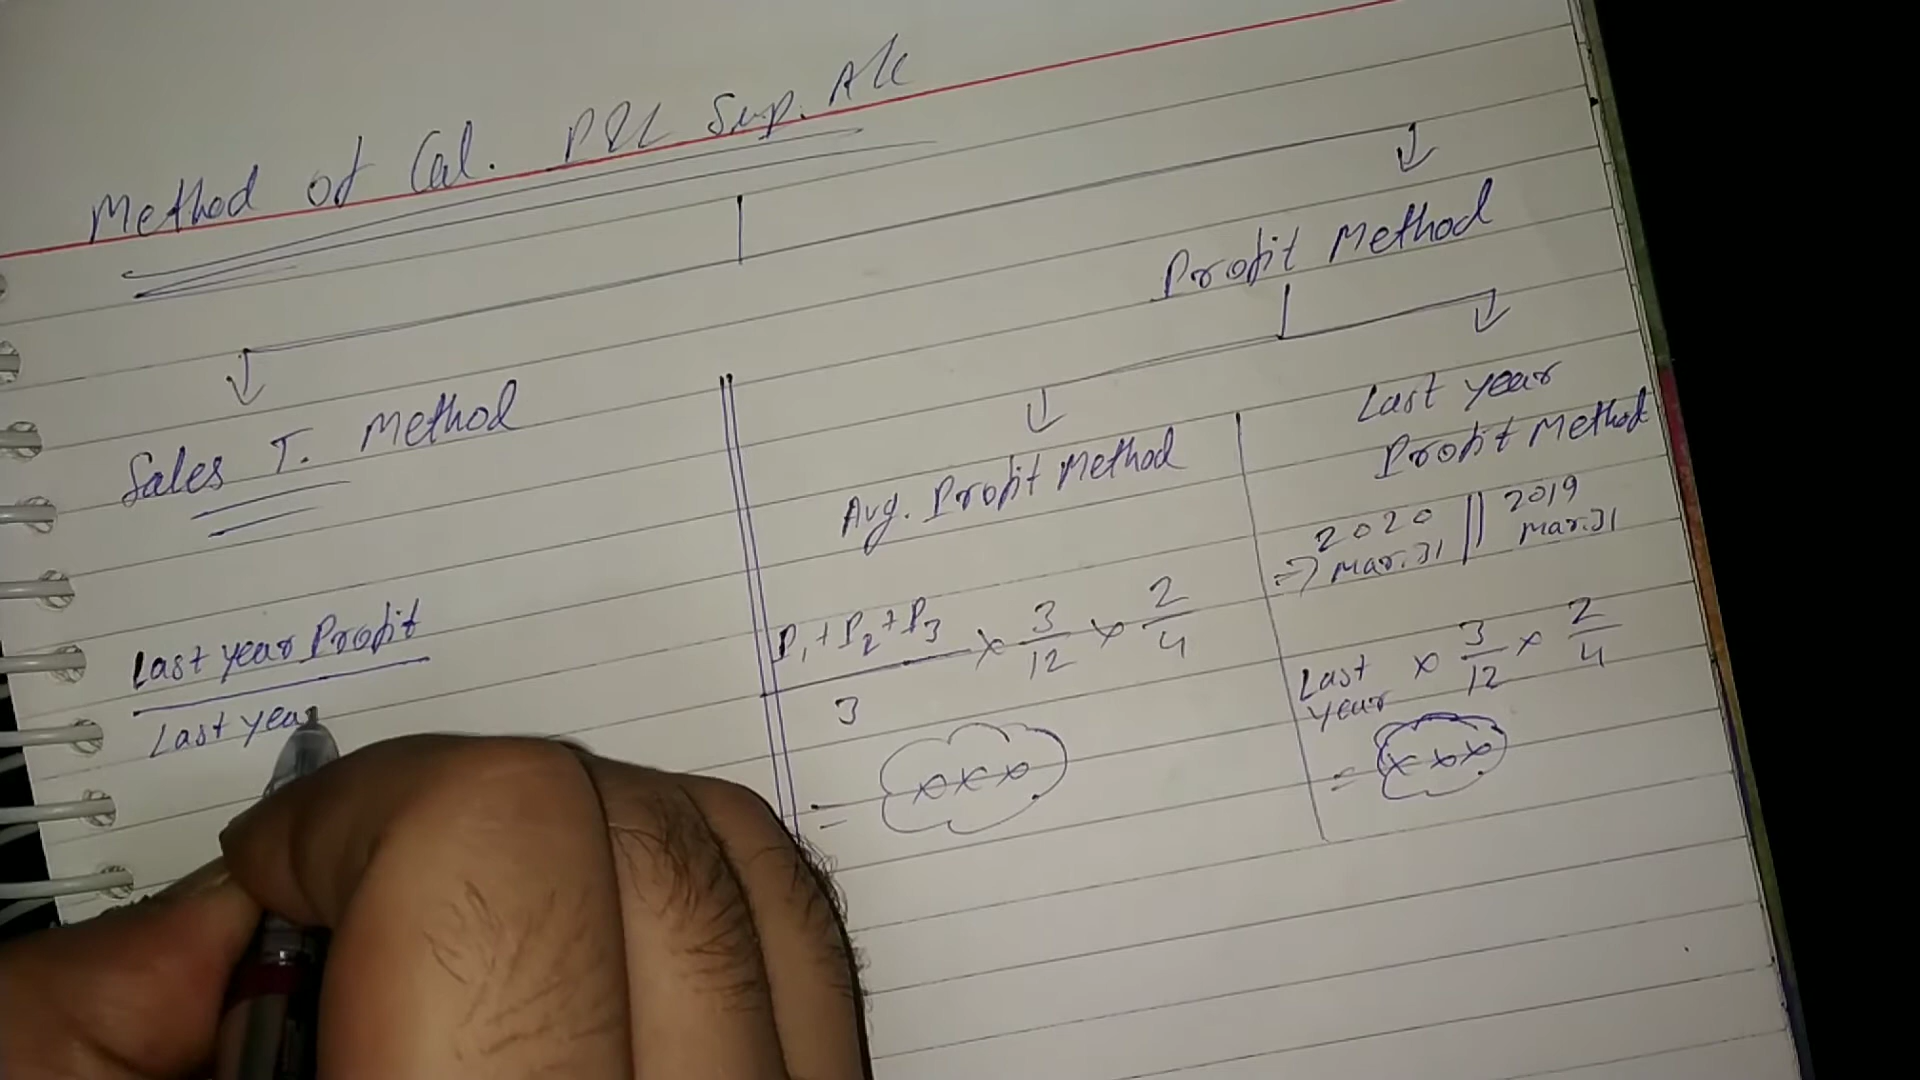 Method of Cal. P&L Sup. A/c
Profit Method
Sales T. Method
Avg. Profit Method
Last year
Profit Method
2020 || 2019
=> Mar.31 Mar.31
Last year Profit
Last year
P₁+P₂+P₃ × 3/12 × 2/4
3
= ×××
Last year × 3/12 × 2/4
= ×××